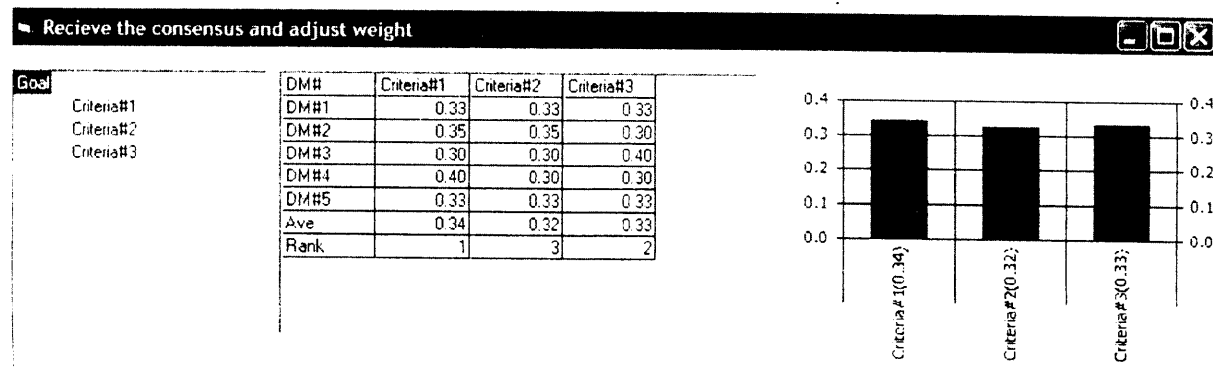 Recieve the consensus and adjust weight
Goal
Criteria#1
Criteria#2
Criteria#3
DM# Criteria#1 Criteria#2 Criteria#3
DM#1 0.33 0.33 0.33
DM#2 0.35 0.35 0.30
DM#3 0.30 0.30 0.40
DM#4 0.40 0.30 0.30
DM#5 0.33 0.33 0.33
Ave 0.34 0.32 0.33
Rank 1 3 2
0.4 0.4
0.3 0.3
0.2 0.2
0.1 0.1
0.0 0.0
Criteria#1(0.34)
Criteria#2(0.32)
Criteria#3(0.33)